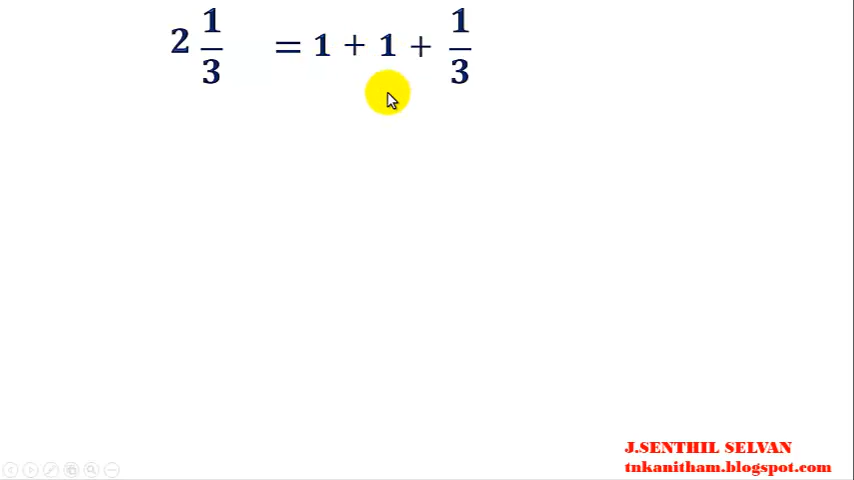 2 1/3 = 1 + 1 + 1/3
J.SENTHIL SELVAN
tnkanitham.blogspot.com